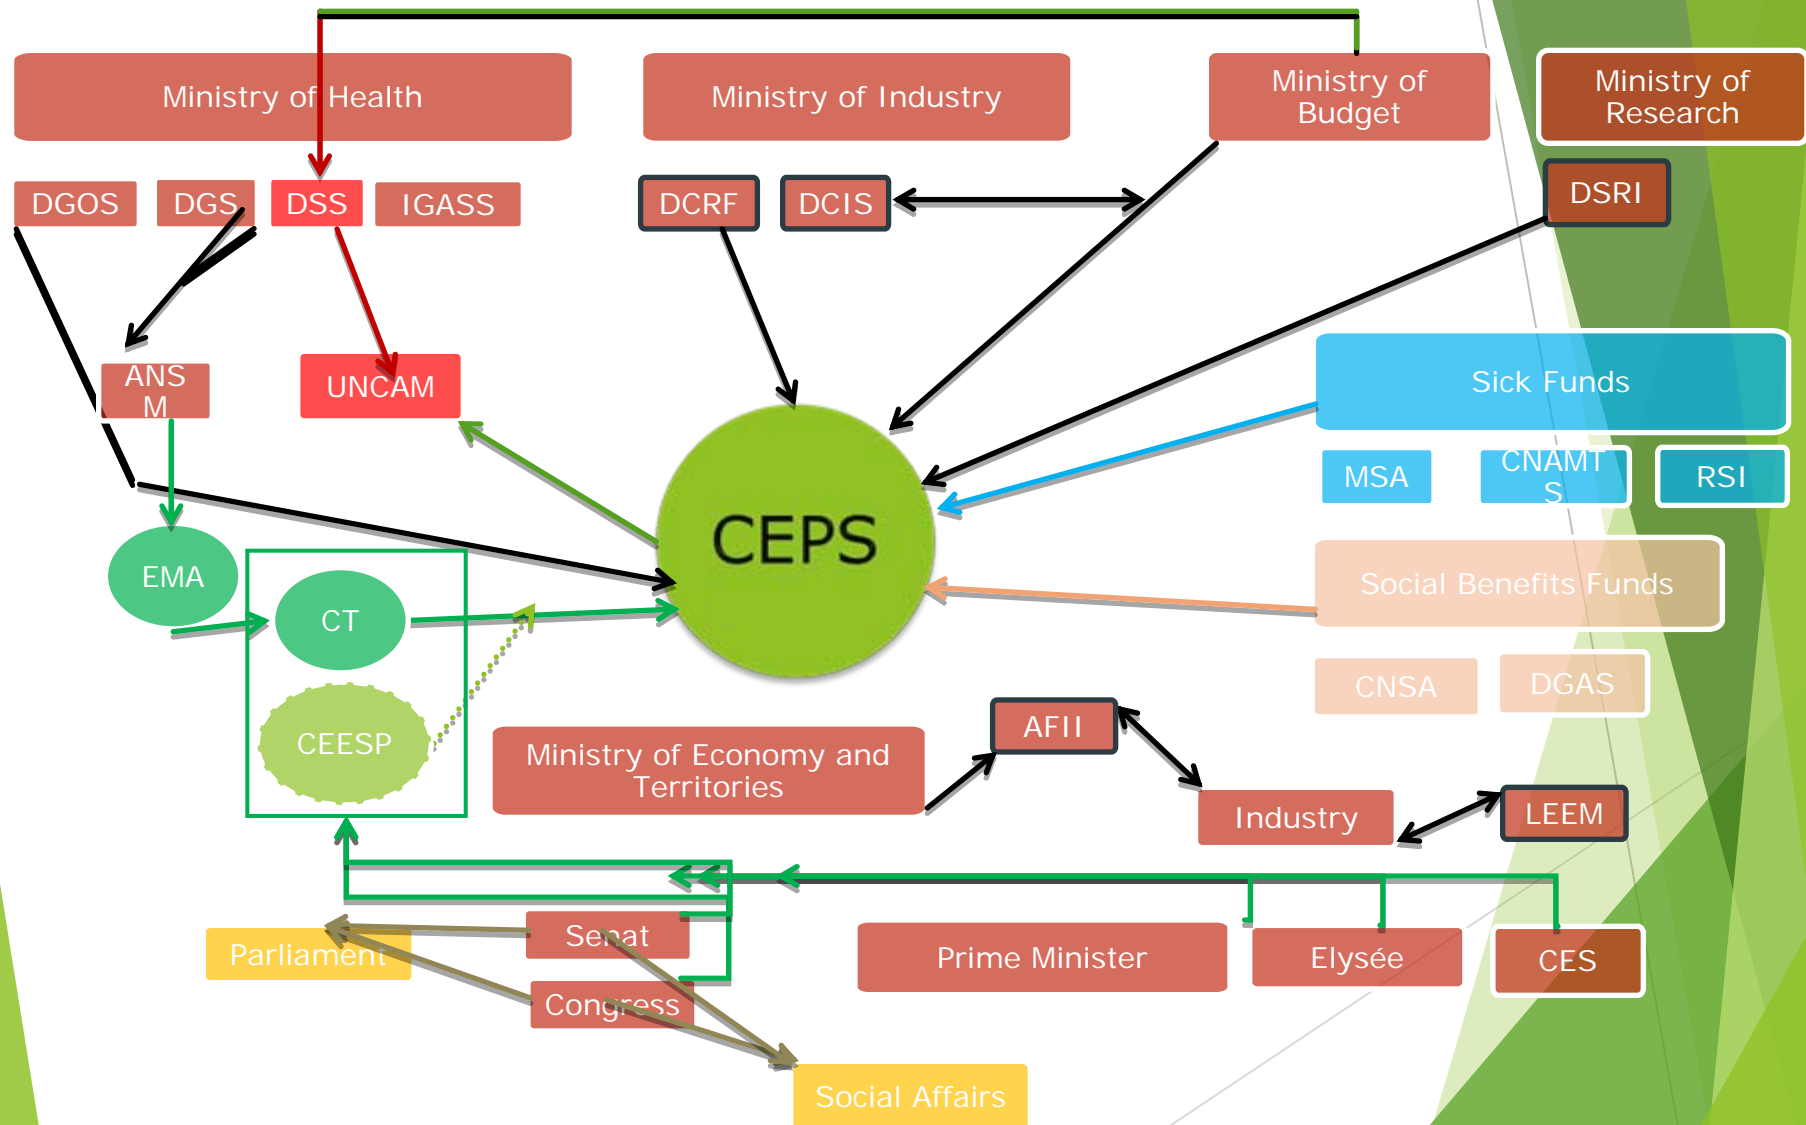 Ministry of Health
Ministry of Industry
Ministry of
Budget
Ministry of
Research
DGOS
DGS
DSS
IGASS
DCRF
DCIS
DSRI
ANS
M
UNCAM
Sick Funds
MSA
CNAMT
S
RSI
CEPS
EMA
CT
CEESP
Social Benefits Funds
CNSA
DGAS
AFII
Ministry of Economy and
Territories
Industry
LEEM
Senat
Parliament
Congress
Prime Minister
Elysée
CES
Social Affairs